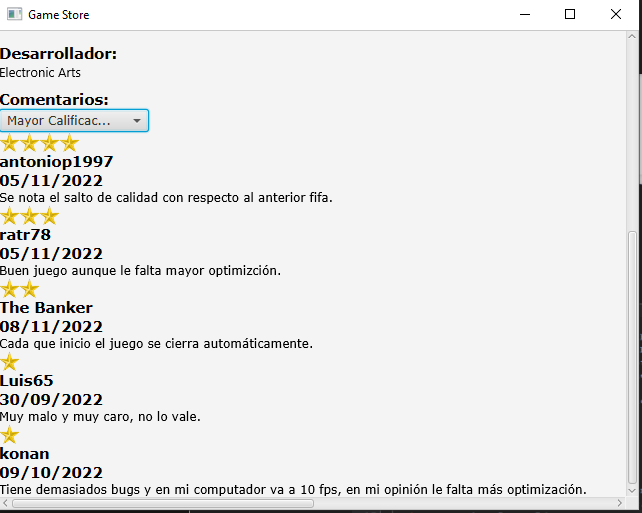 Game Store
Desarrollador:
Electronic Arts
Comentarios:
Mayor Calificac...
antoniop1997
05/11/2022
Se nota el salto de calidad con respecto al anterior fifa.
ratr78
05/11/2022
Buen juego aunque le falta mayor optimizción.
The Banker
08/11/2022
Cada que inicio el juego se cierra automáticamente.
Luis65
30/09/2022
Muy malo y muy caro, no lo vale.
konan
09/10/2022
Tiene demasiados bugs y en mi computador va a 10 fps, en mi opinión le falta más optimización.